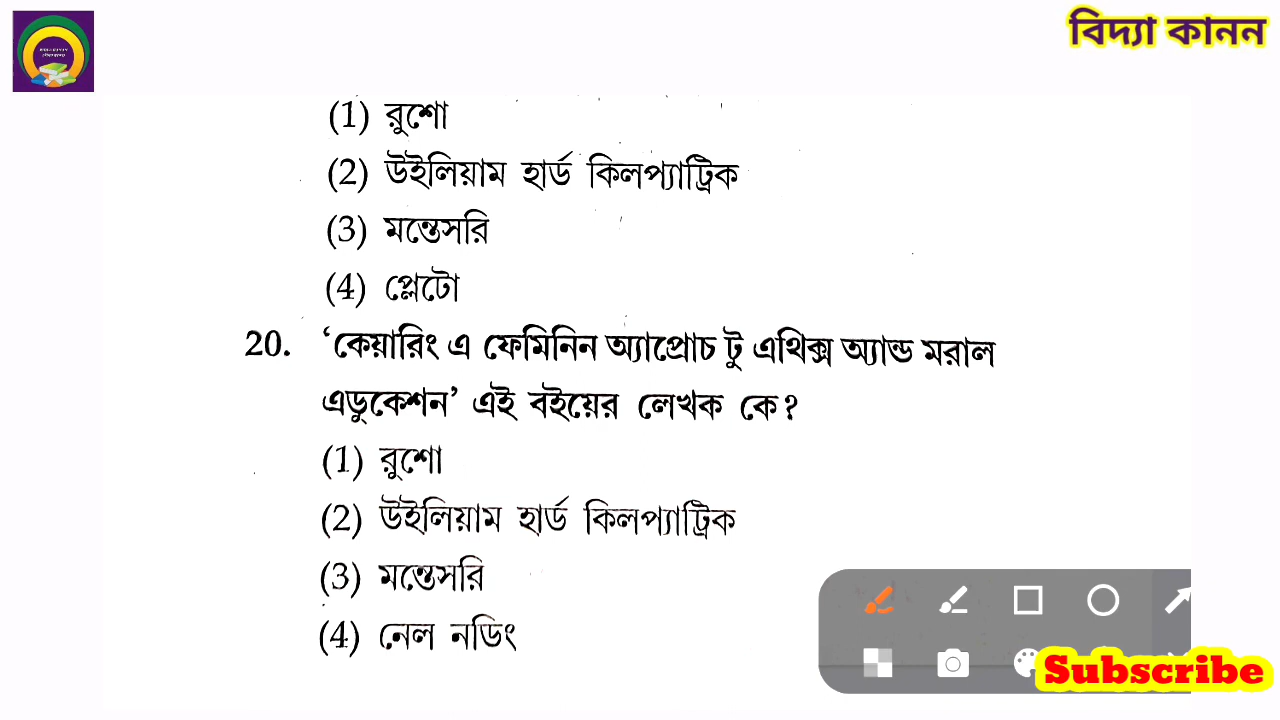 বিদ্যা কানন
(1) রুশো
(2) উইলিয়াম হার্ড কিলপ্যাট্রিক
(3) মন্তেসরি
(4) প্লেটো
20. ‘কেয়ারিং এ ফেমিনিন অ্যাপ্রোচ টু এথিক্স অ্যান্ড মরাল
এডুকেশন’ এই বইয়ের লেখক কে?
(1) রুশো
(2) উইলিয়াম হার্ড কিলপ্যাট্রিক
(3) মন্তেসরি
(4) নেল নডিং
Subscribe